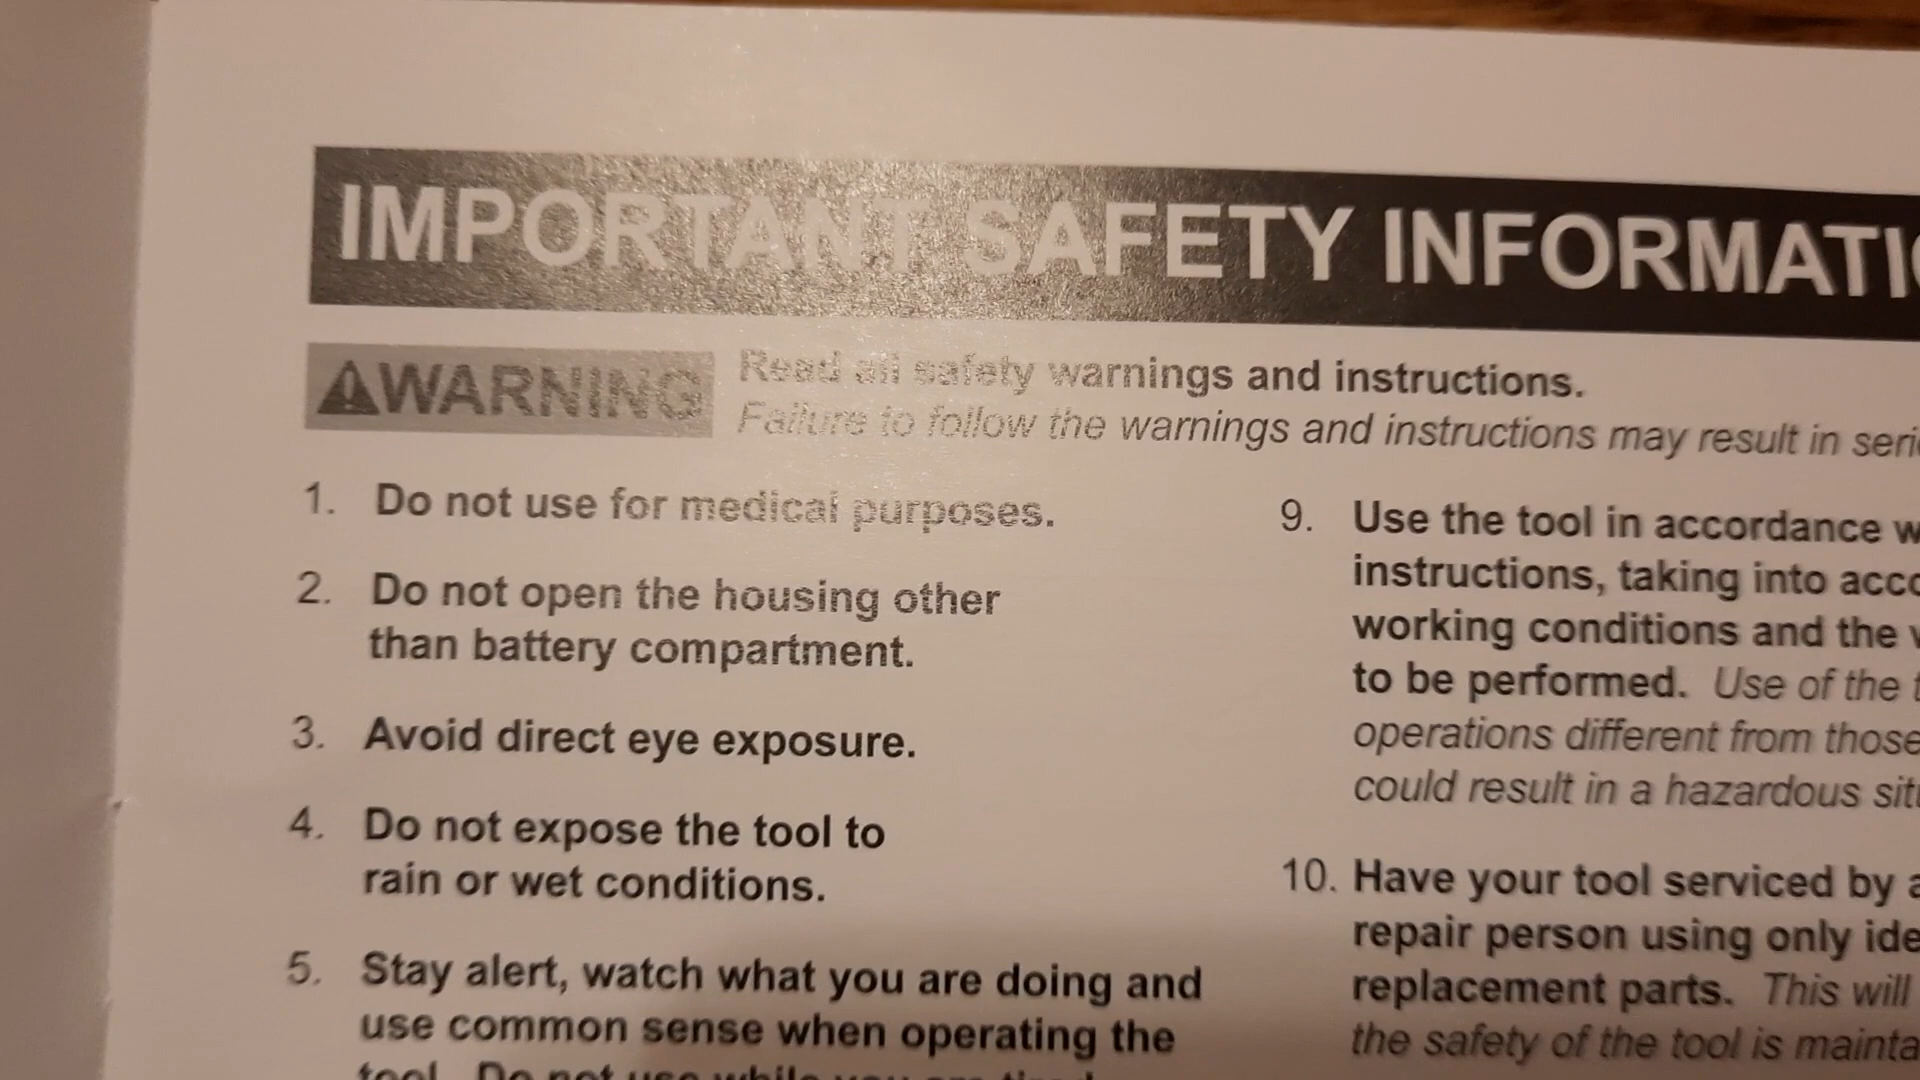 IMPORTANT SAFETY
WARNING Read all safety warnings and instructions.
Failure to follow the warnings and instructions may result in
1. Do not use for medical purposes.
2. Do not open the housing other
than battery compartment.
3. Avoid direct eye exposure.
4. Do not expose the tool to
rain or wet conditions.
5. Stay alert, watch what you are doing and
use common sense when operating the
9. Use the tool in accordance
instructions, taking into
working conditions and the
to be performed. Use of the
operations different from those
could result in a hazardous
10. Have your tool serviced by
repair person using only
replacement parts. This will
the safety of the tool is